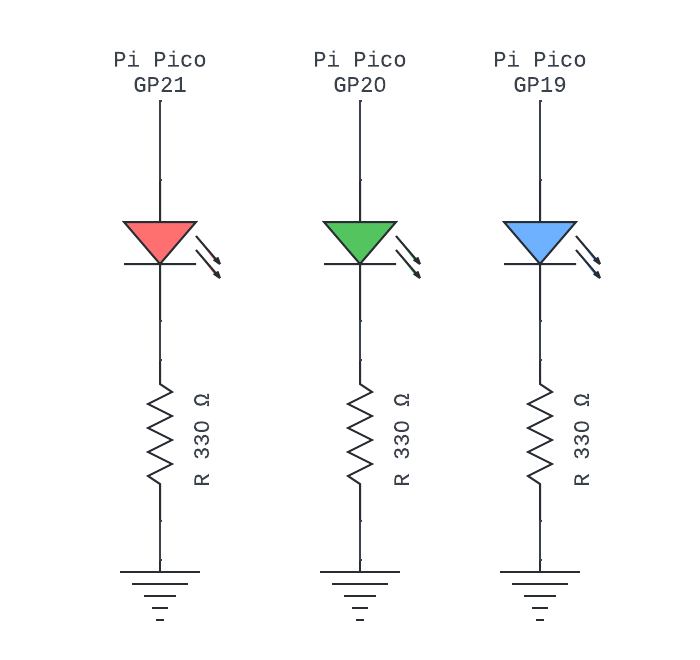 Pi Pico
GP21
Pi Pico
GP20
Pi Pico
GP19
R 330 Ω
R 330 Ω
R 330 Ω